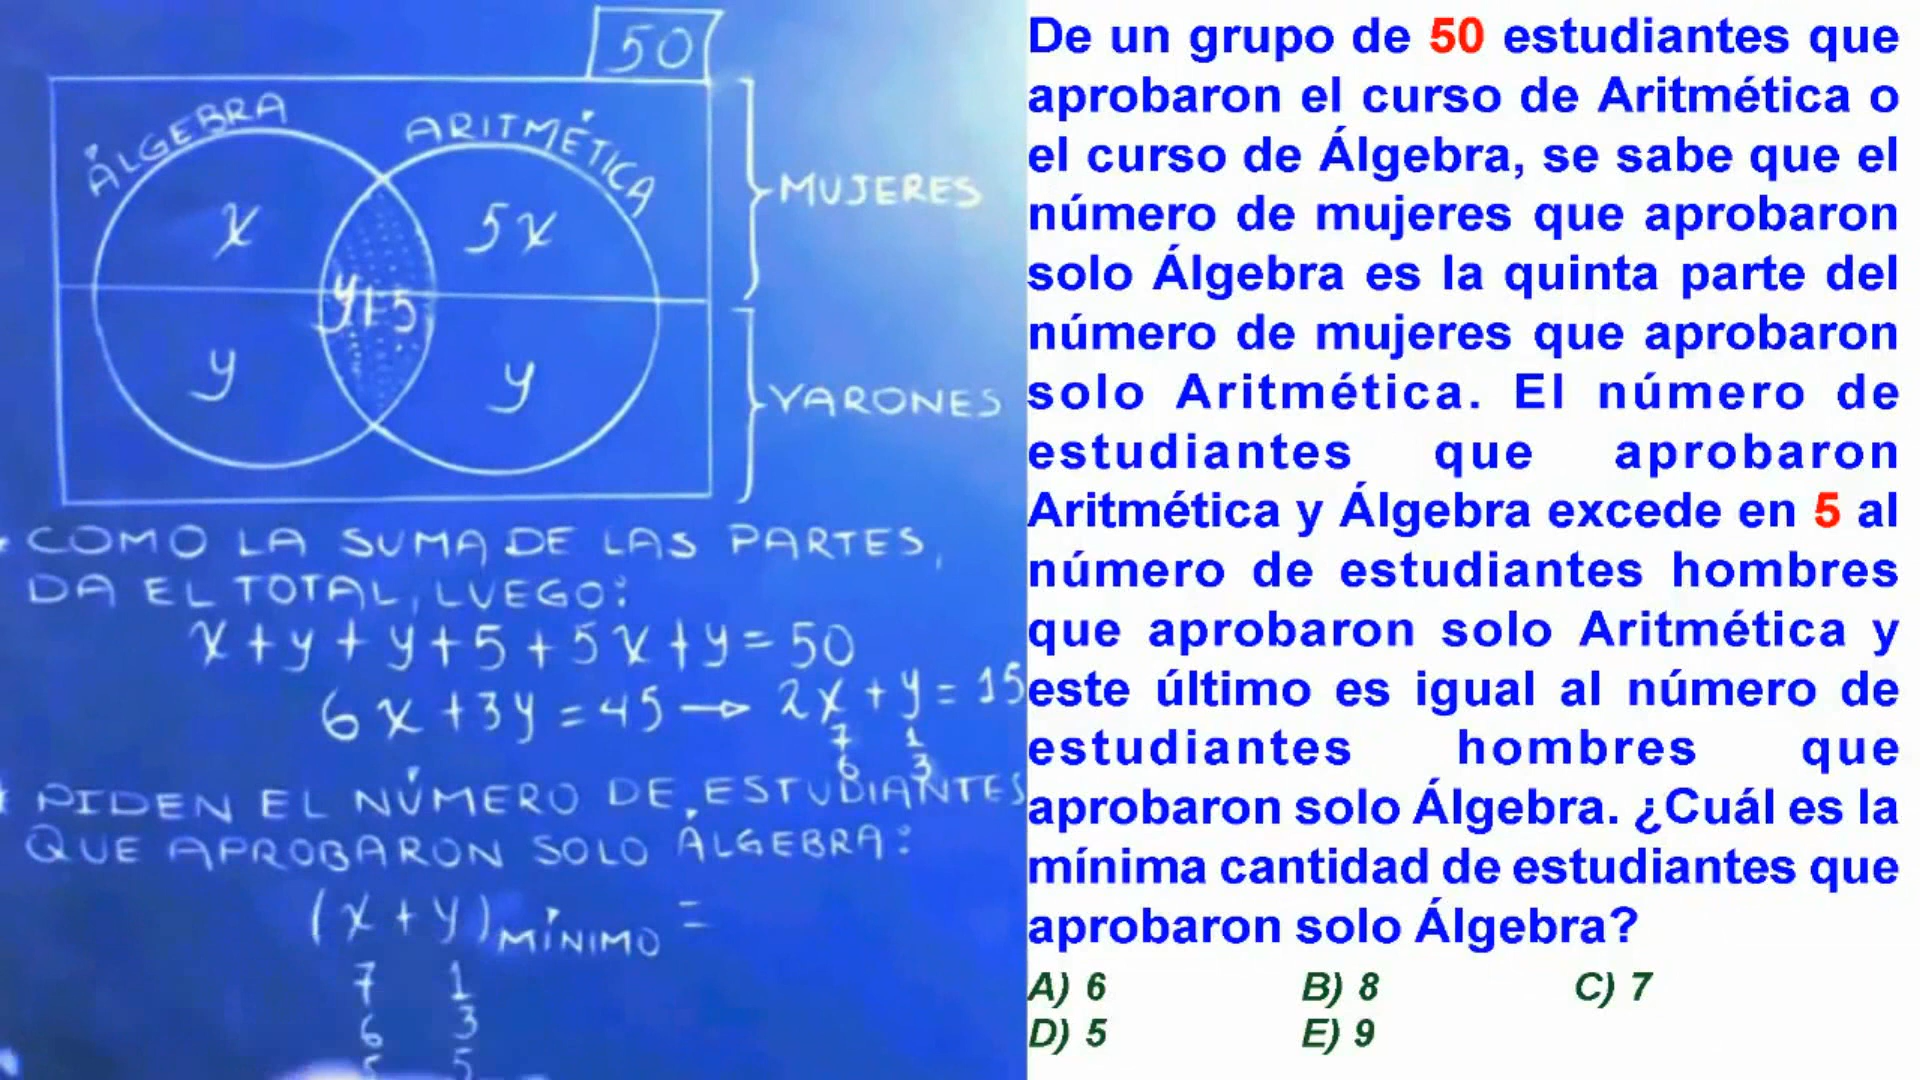 50
ÁLGEBRA
ARITMÉTICA
MUJERES
x
5x
y+5
y
y
VARONES
COMO LA SUMA DE LAS PARTES,
DA EL TOTAL, LUEGO:
x + y + y + 5 + 5x + y = 50
6x + 3y = 45 → 2x + y = 15
7 1
6 3
PIDEN EL NÚMERO DE ESTUDIANTES
QUE APROBARON SOLO ÁLGEBRA:
(x + y) MÍNIMO =
7 1
6 3
5 5
De un grupo de 50 estudiantes que
aprobaron el curso de Aritmética o
el curso de Álgebra, se sabe que el
número de mujeres que aprobaron
solo Álgebra es la quinta parte del
número de mujeres que aprobaron
solo Aritmética. El número de
estudiantes que aprobaron
Aritmética y Álgebra excede en 5 al
número de estudiantes hombres
que aprobaron solo Aritmética y
este último es igual al número de
estudiantes hombres que
aprobaron solo Álgebra. ¿Cuál es la
mínima cantidad de estudiantes que
aprobaron solo Álgebra?
A) 6 B) 8 C) 7
D) 5 E) 9